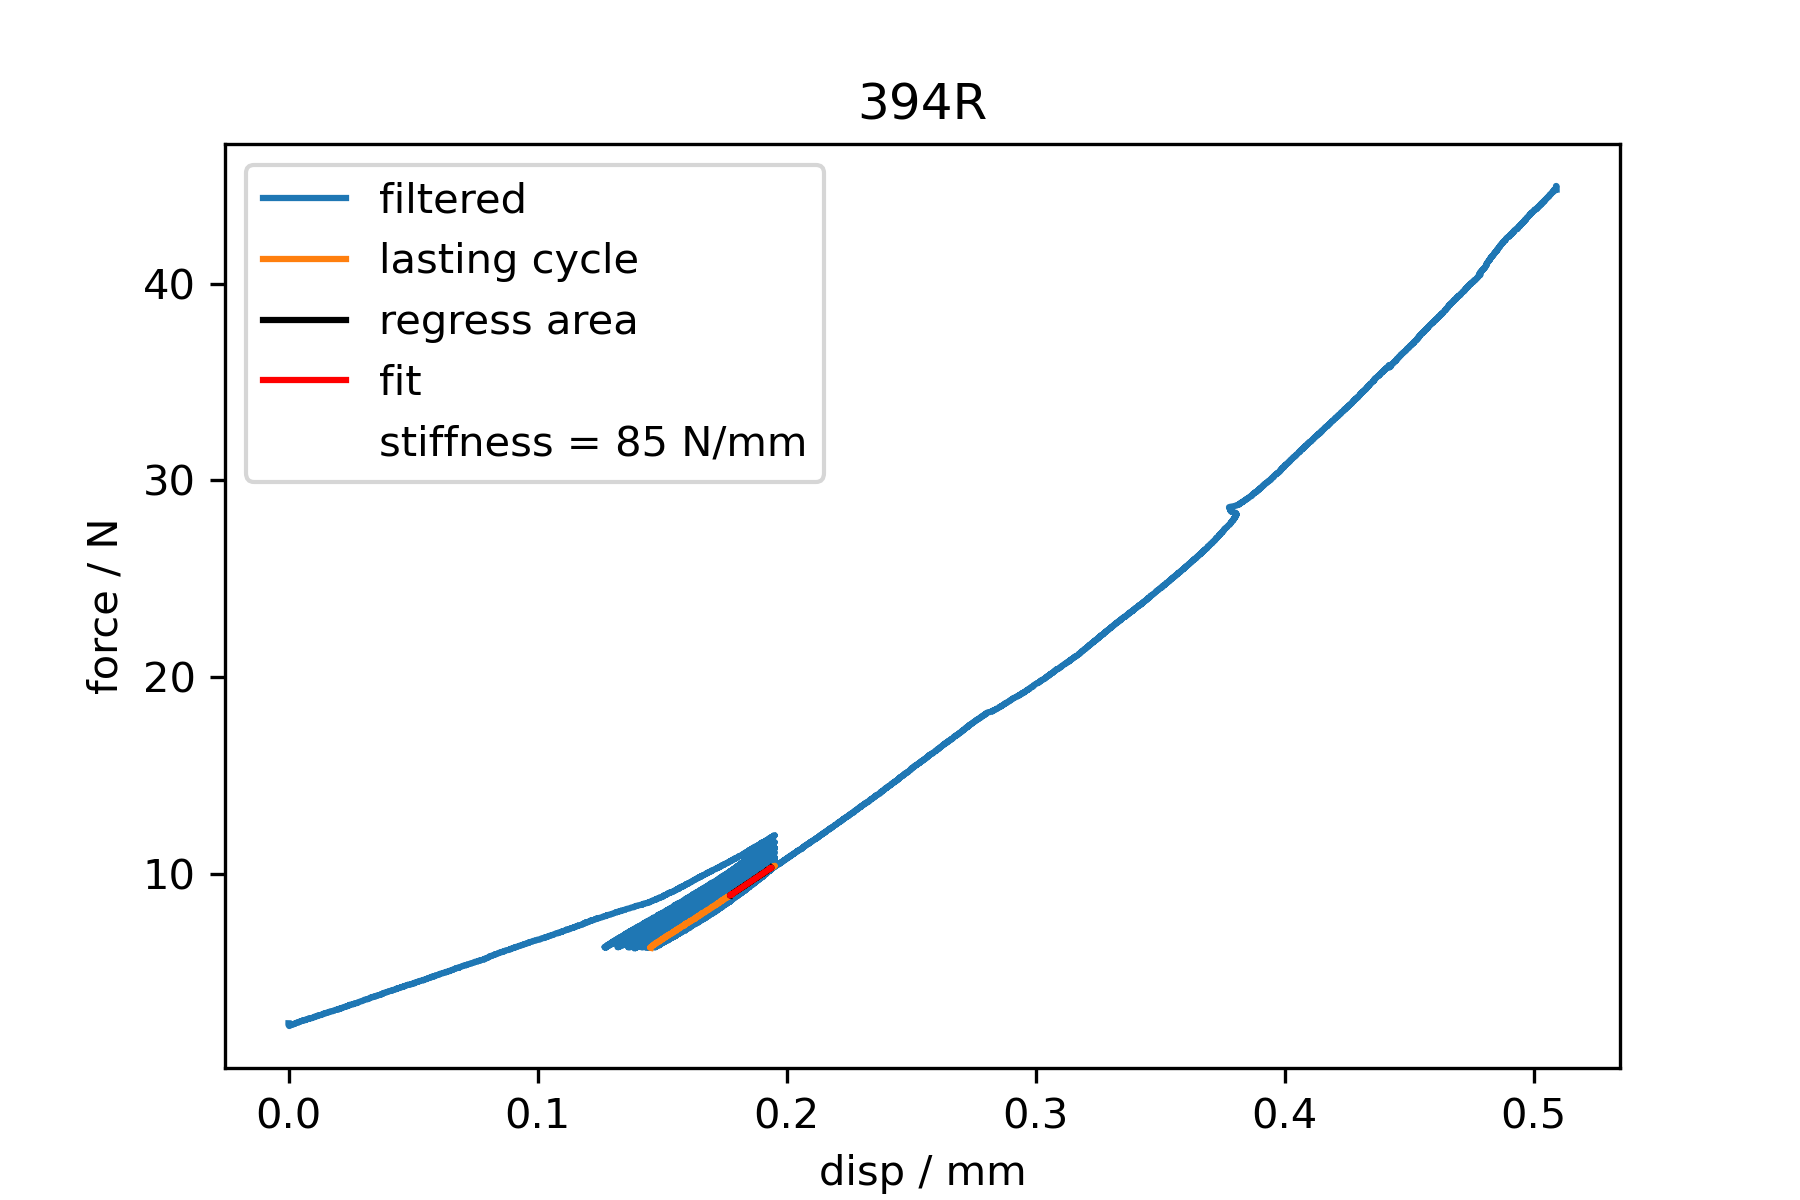 394R
filtered
lasting cycle
regress area
fit
stiffness = 85 N/mm
force / N
40
30
20
10
0.0 0.1 0.2 0.3 0.4 0.5
disp / mm